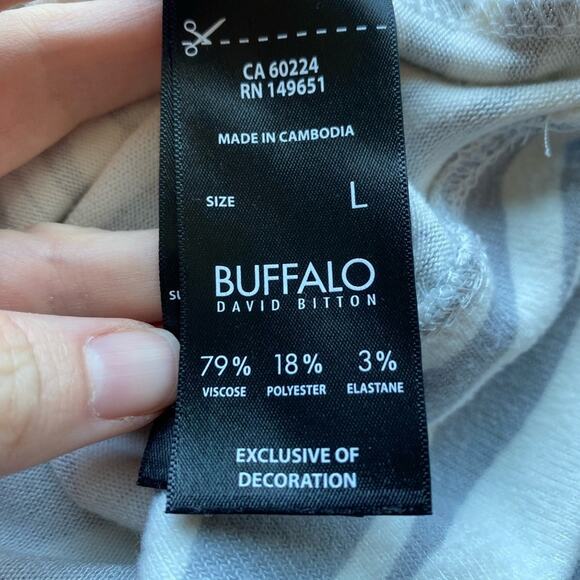 CA 60224
RN 149651
MADE IN CAMBODIA
SIZE L
BUFFALO
DAVID BITTON
79% 18% 3%
VISCOSE POLYESTER ELASTANE
EXCLUSIVE OF
DECORATION